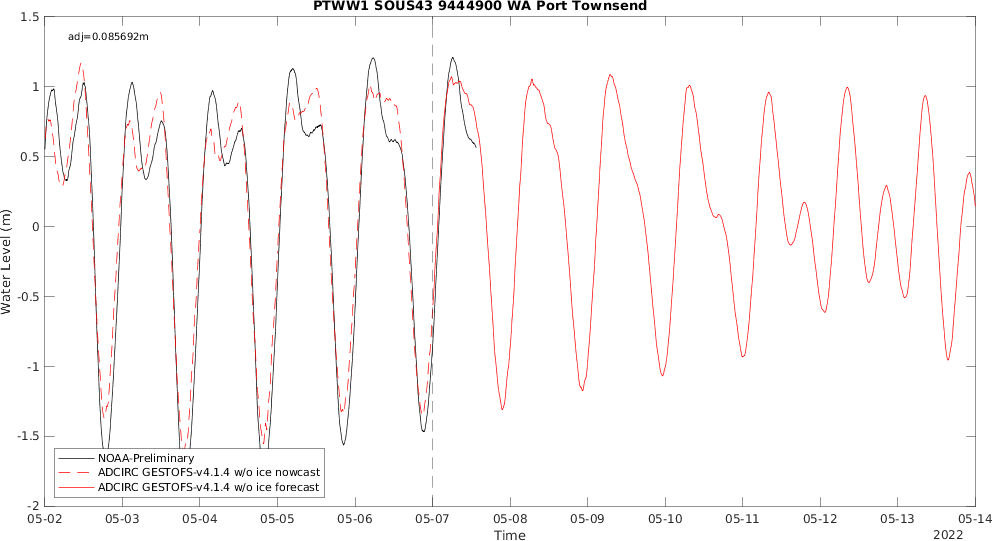 PTWW1 SOUS43 9444900 WA Port Townsend
adj=0.085692m
1.5
1
0.5
0
-0.5
-1
-1.5
-2
Water Level (m)
NOAA-Preliminary
ADCIRC GESTOFS-v4.1.4 w/o ice nowcast
ADCIRC GESTOFS-v4.1.4 w/o ice forecast
05-02 05-03 05-04 05-05 05-06 05-07 05-08 05-09 05-10 05-11 05-12 05-13 05-14
Time
2022